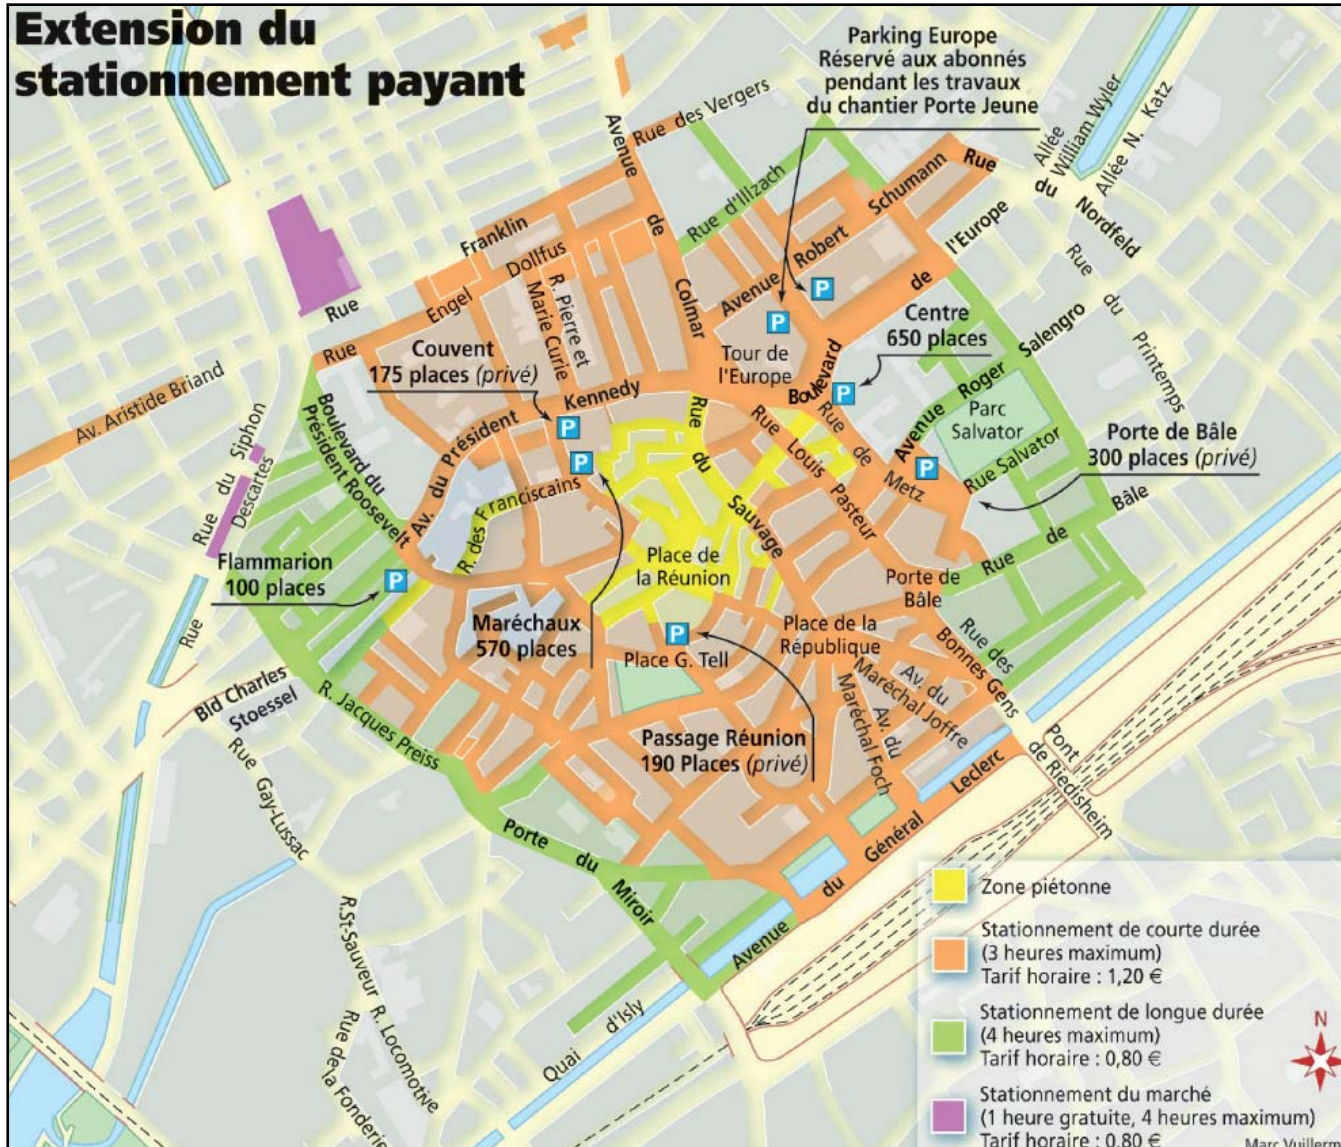 Extension du
stationnement payant
Parking Europe
Réservé aux abonnés
pendant les travaux
du chantier Porte Jeune
Allée
William Wyler
Allée N. Katz
Rue des Vergers
Avenue
de
Colmar
Rue d'Illzach
Schumann
Robert
Avenue
Rue
du
Nordfeld
l'Europe
de
Boulevard
Franklin
Rue
Dollfus
Engel
Rue
R. Pierre et
Marie Curie
Couvent
175 places (privé)
Kennedy
Av. du Président
P
P
P
P
P
P
P
P
Tour de
l'Europe
Centre
650 places
Rue
du
Printemps
Salengro
Avenue Roger
Parc
Salvator
Rue Salvator
Porte de Bâle
300 places (privé)
Av. Aristide Briand
Rue du Siphon
Descartes
Boulevard du
Président Roosevelt
R. des Franciscains
Rue
du
Sauvage
Rue Louis Pasteur
Rue de Metz
Rue de Bâle
Flammarion
100 places
Rue
Maréchaux
570 places
Place de
la Réunion
Place G. Tell
Place de la
République
Porte de
Bâle
Rue des
Bonnes Gens
Av. du
Maréchal Joffre
Av. du
Maréchal Foch
Passage Réunion
190 Places (privé)
Bld Charles
Stoessel
R. Jacques Preiss
Rue Gay-Lussac
Porte du Miroir
Avenue
du Général Leclerc
Pont
de Riedisheim
R.St-Sauveur
R. Locomotive
Rue de
la Fonderie
Quai
d'Isly
Zone piétonne
Stationnement de courte durée
(3 heures maximum)
Tarif horaire : 1,20 €
Stationnement de longue durée
(4 heures maximum)
Tarif horaire : 0,80 €
N
Stationnement du marché
(1 heure gratuite, 4 heures maximum)
Tarif horaire : 0,80 €
Marc Vuillerm